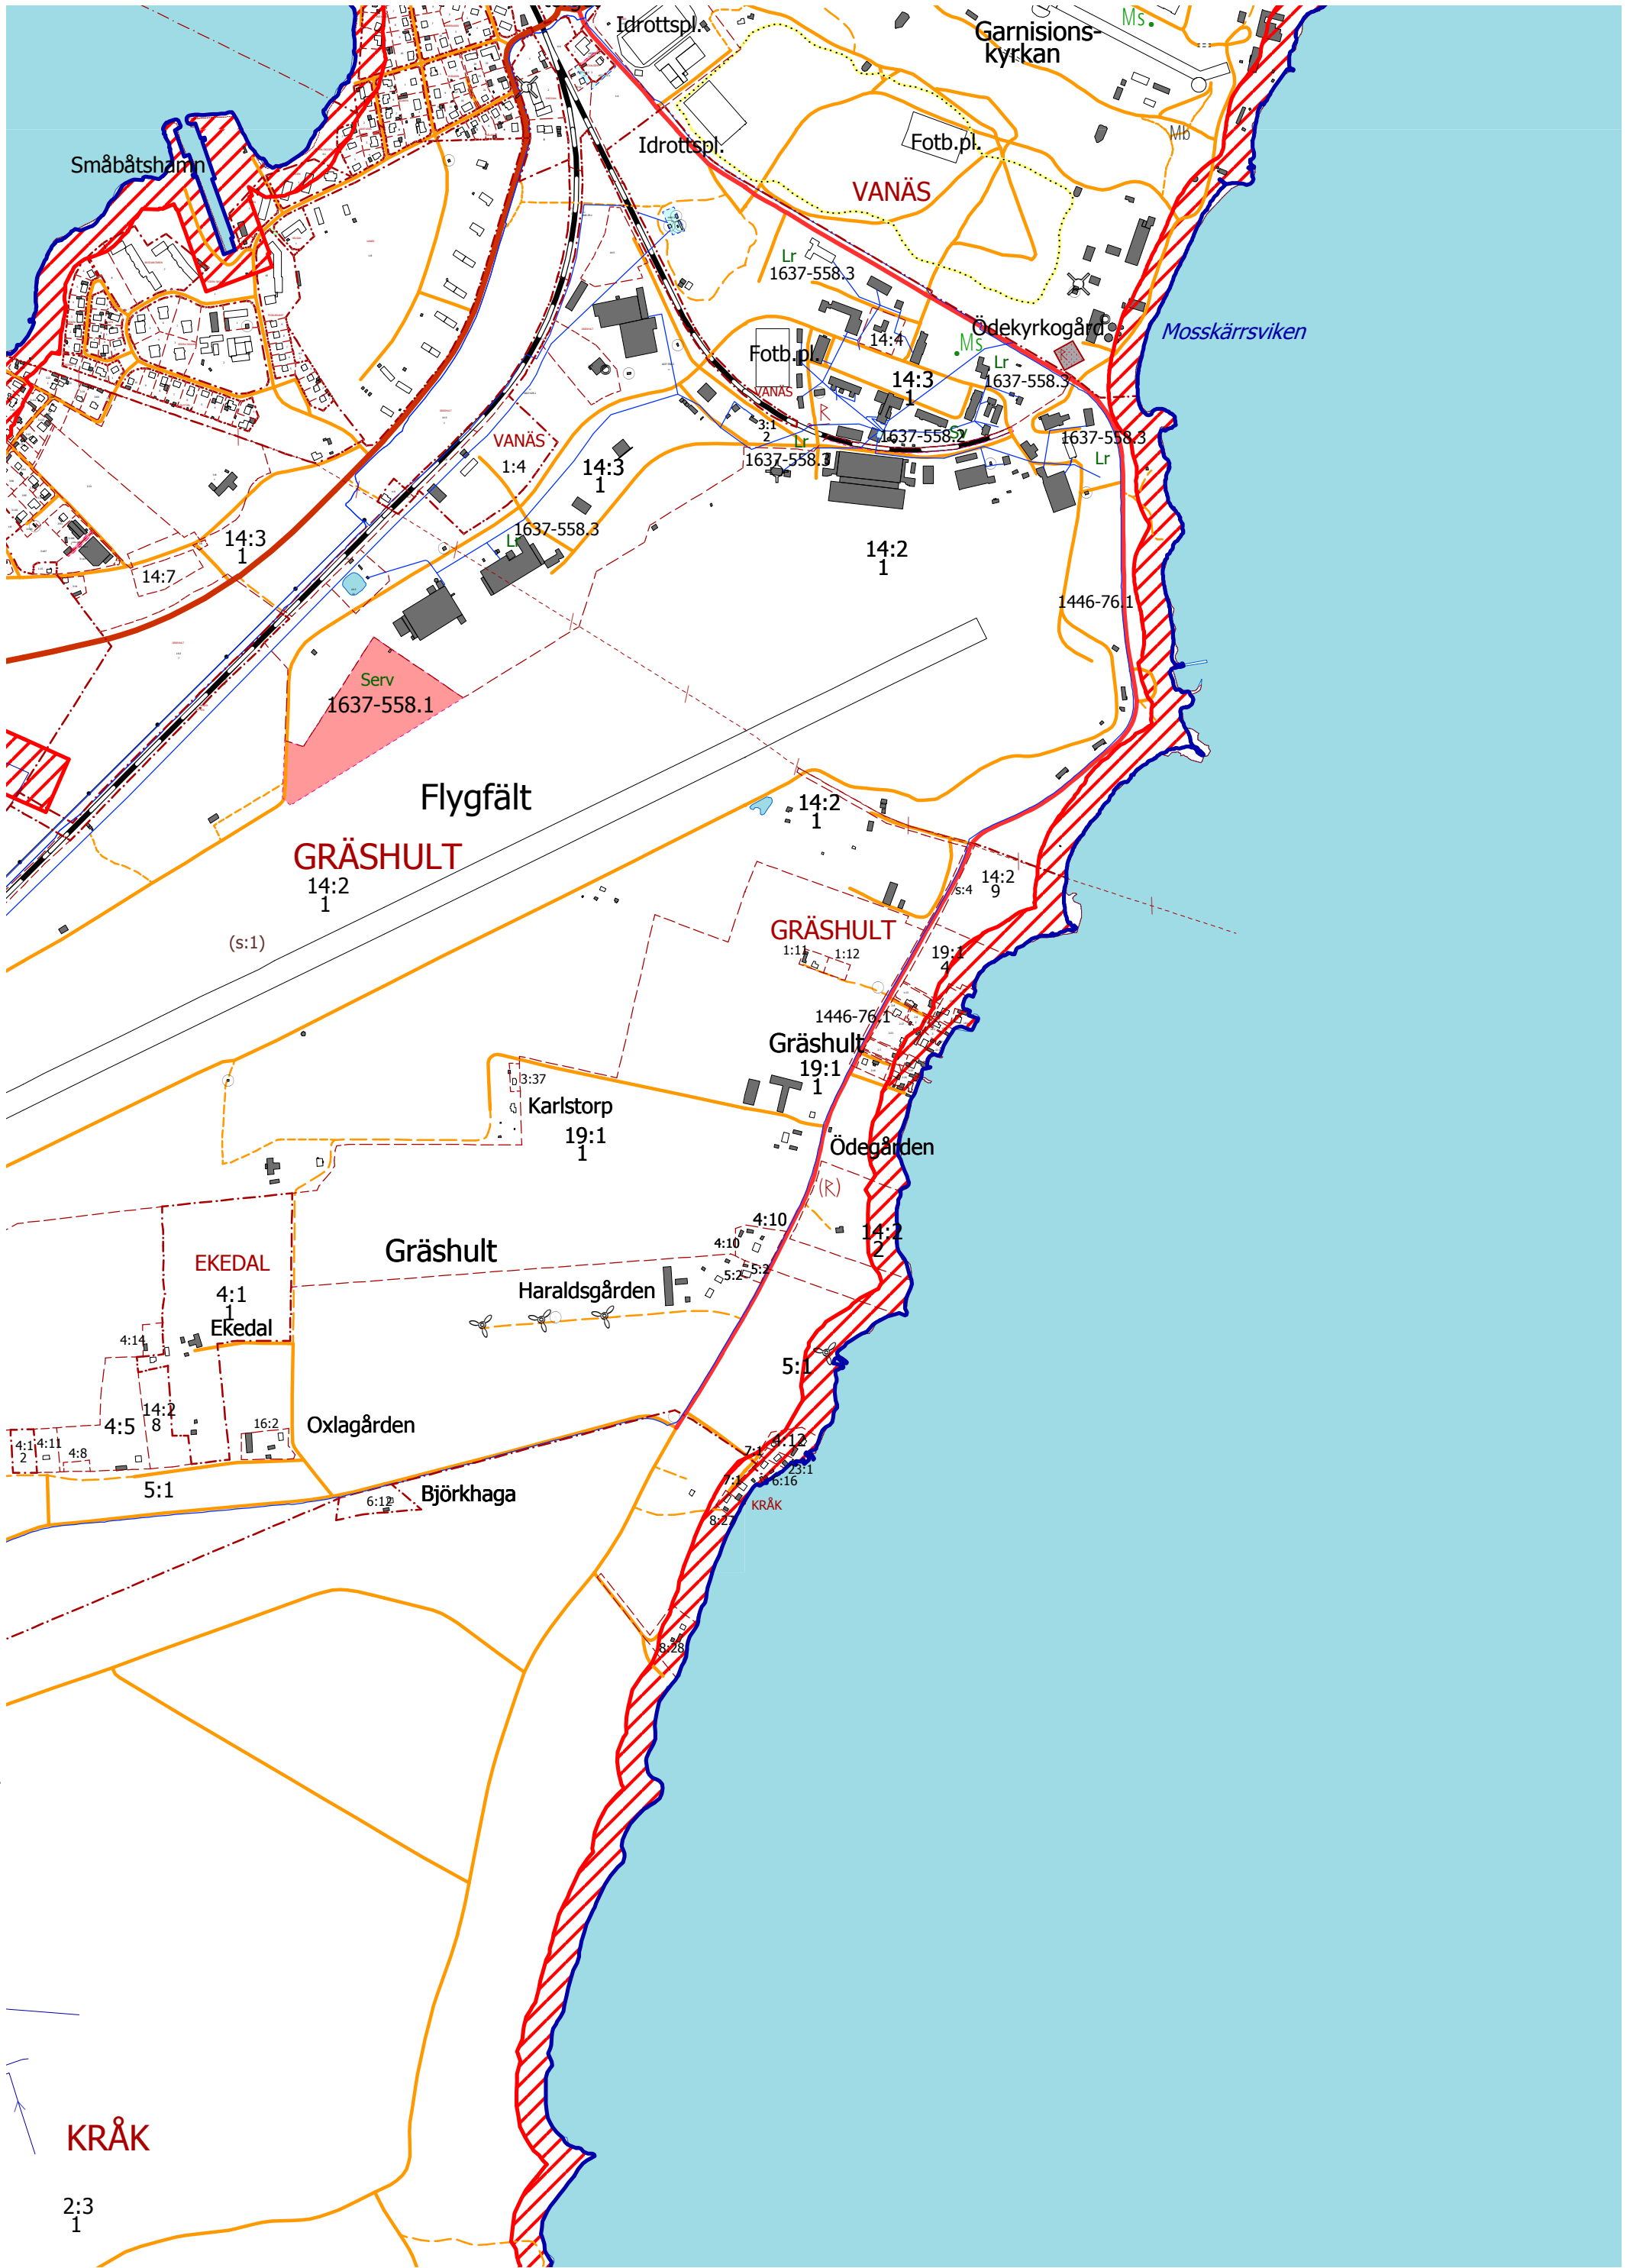 Idrottspl.
Ms
Garnisions-
kyrkan
Mb
Idrottspl.
Fotb.pl.
Småbåtshamn
VANÄS
Lr
1637-558.3
Ödekyrkogård
Mosskärrsviken
14:4
Ms
Fotb.pl.
Lr
1637-558.3
14:3
1
VANÄS
R
3:1
2
Sv
1637-558.2
1637-558.3
Lr
VANÄS
1:4
Lr
1637-558.3
14:3
1
1637-558.3
Lr
14:3
1
14:2
1
14:7
1446-76.1
Serv
1637-558.1
Flygfält
14:2
1
GRÄSHULT
14:2
1
14:2
9
s:4
GRÄSHULT
(s:1)
1:11
1:12
19:1
4
1446-76.1
Gräshult
19:1
1
3:37
Karlstorp
19:1
1
Ödegården
(R)
4:10
14:2
2
Gräshult
4:10
EKEDAL
5:2
5:2
4:1
1
Haraldsgården
Ekedal
4:14
5:1
14:2
8
4:5
16:2
Oxlagården
4:12
4:1
2
4:11
4:8
7:1
23:1
7:1
6:16
5:1
6:12
Björkhaga
KRÅK
8:27
8:28
KRÅK
2:3
1